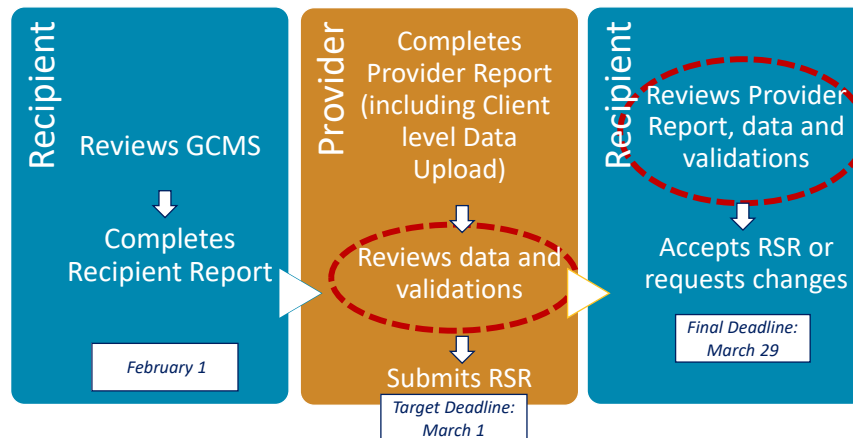 Recipient
Reviews GCMS
Completes
Recipient Report
February 1
Provider
Completes
Provider Report
(including Client
level Data
Upload)
Reviews data and
validations
Submits RSR
Target Deadline:
March 1
Recipient
Reviews Provider
Report, data and
validations
Accepts RSR or
requests changes
Final Deadline:
March 29